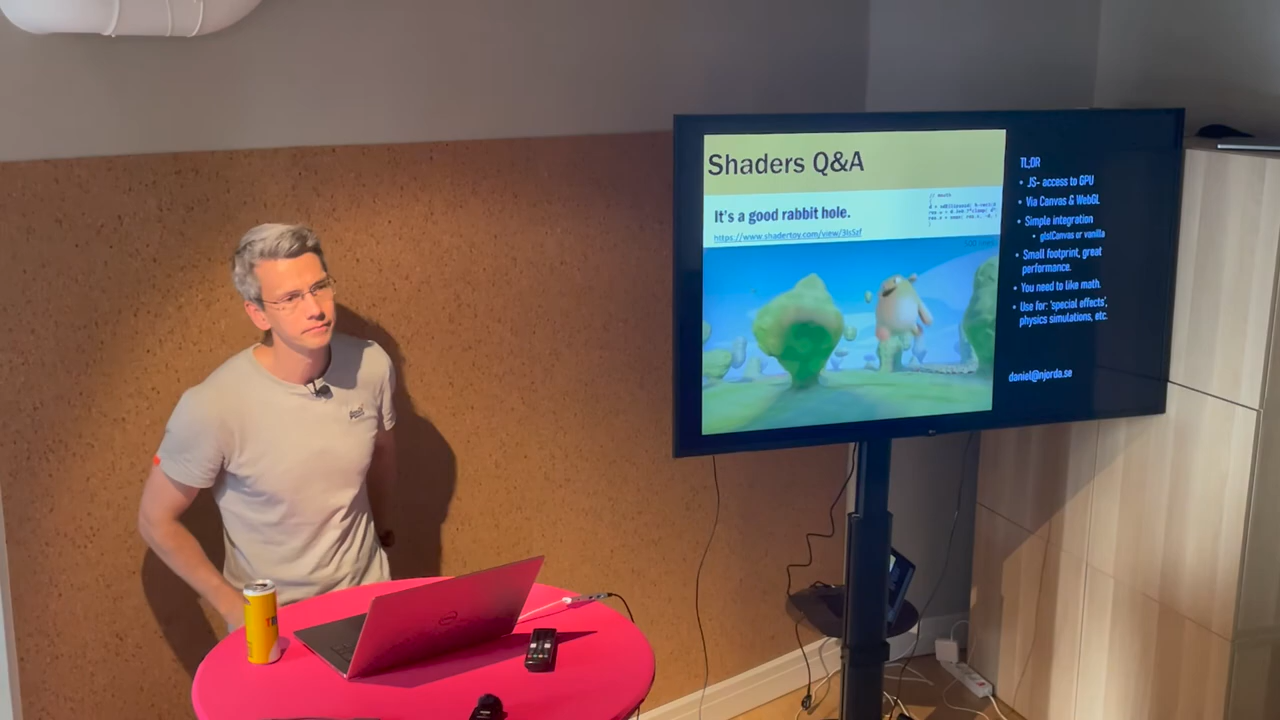 Shaders Q&A
It's a good rabbit hole.
https://www.shadertoy.com/view/3lsSzf
TL;DR
• JS- access to GPU
• Via Canvas & WebGL
• Simple integration
• glslCanvas or vanilla
• Small footprint, great
performance.
• You need to like math.
• Use for: 'special effects',
physics simulations, etc.
daniel@njorda.se